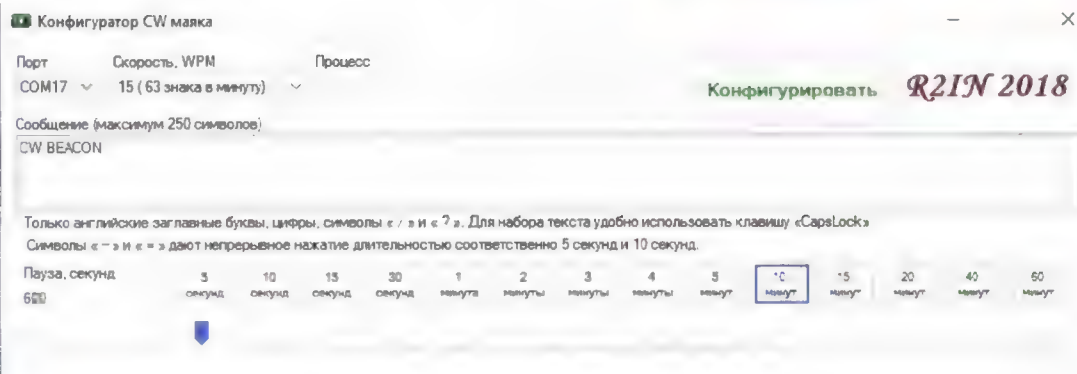 Конфигуратор CW маяка
Порт Скорость, WPM Процесс
COM17 15 ( 63 знака в минуту)
Конфигурировать R2IN 2018
Сообщение (максимум 250 символов)
CW BEACON
Только английские заглавные буквы, цифры, символы « / » и « ? ». Для набора текста удобно использовать клавишу «CapsLock»
Символы « – » и « = » дают непрерывное нажатие длительностью соответственно 5 секунд и 10 секунд.
Пауза, секунд 5 10 15 30 1 2 3 4 5 10 15 20 40 60
600 секунд секунд секунд секунд минута минуты минуты минуты минут минут минут минут минут минут